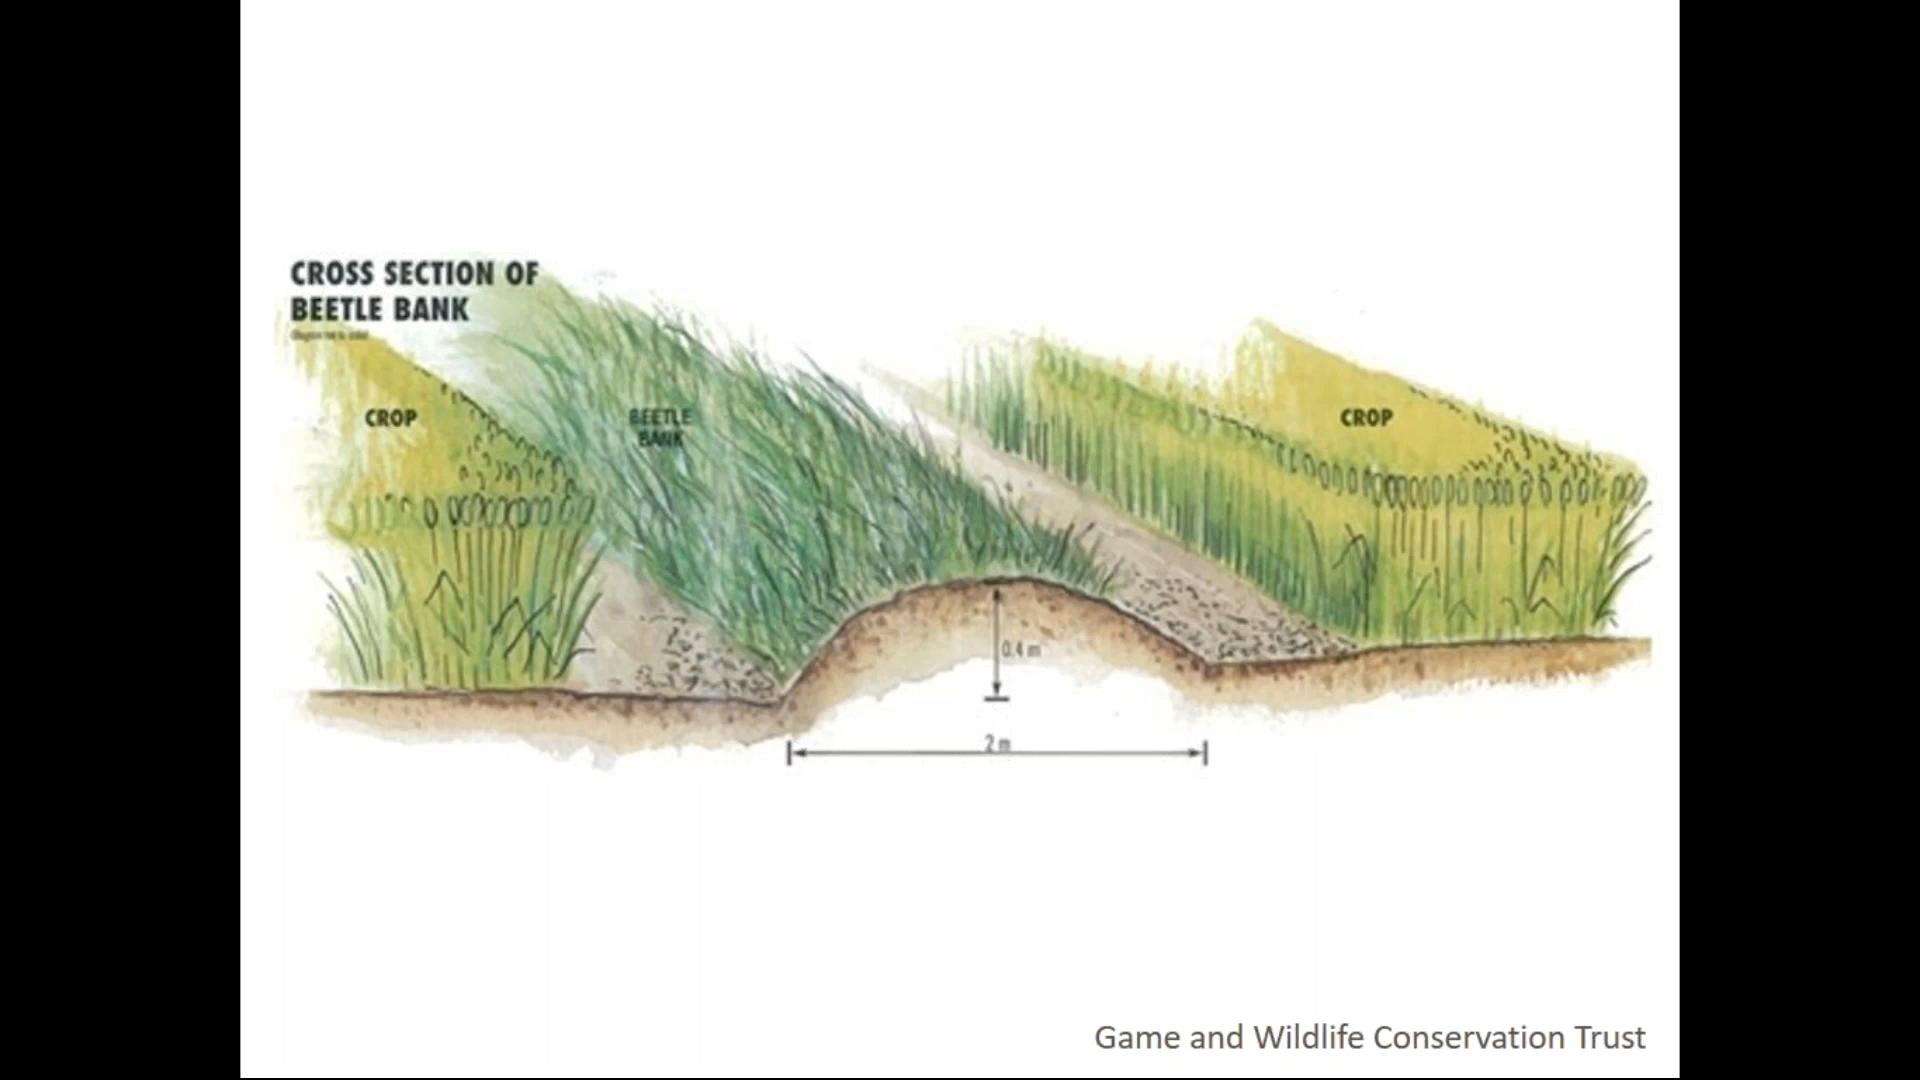 CROSS SECTION OF
BEETLE BANK
CROP
BEETLE
BANK
CROP
0.4 m
2 m
Game and Wildlife Conservation Trust